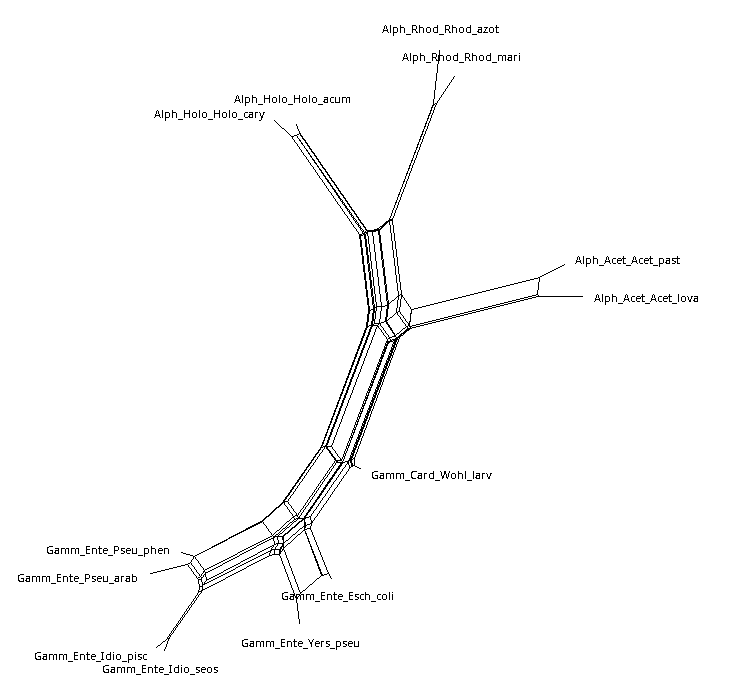 Alph_Rhod_Rhod_azot
Alph_Rhod_Rhod_mari
Alph_Holo_Holo_acum
Alph_Holo_Holo_cary
Alph_Acet_Acet_past
Alph_Acet_Acet_lova
Gamm_Card_Wohl_larv
Gamm_Ente_Pseu_phen
Gamm_Ente_Pseu_arab
Gamm_Ente_Esch_coli
Gamm_Ente_Yers_pseu
Gamm_Ente_Idio_pisc
Gamm_Ente_Idio_seos